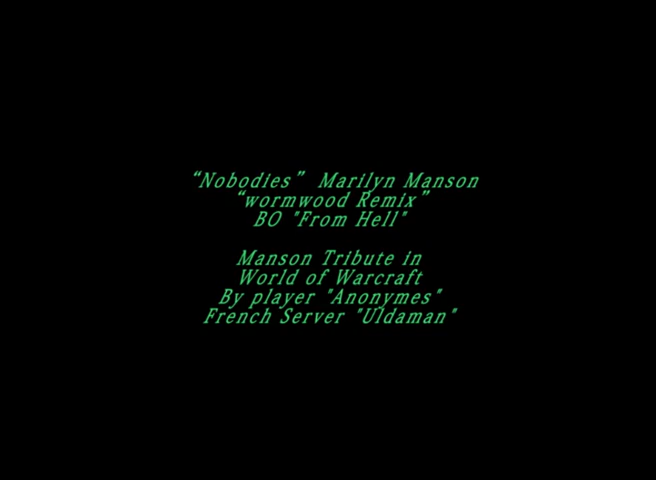 “Nobodies” Marilyn Manson
“wormwood Remix”
BO "From Hell"
Manson Tribute in
World of Warcraft
By player "Anonymes"
French Server "Uldaman"